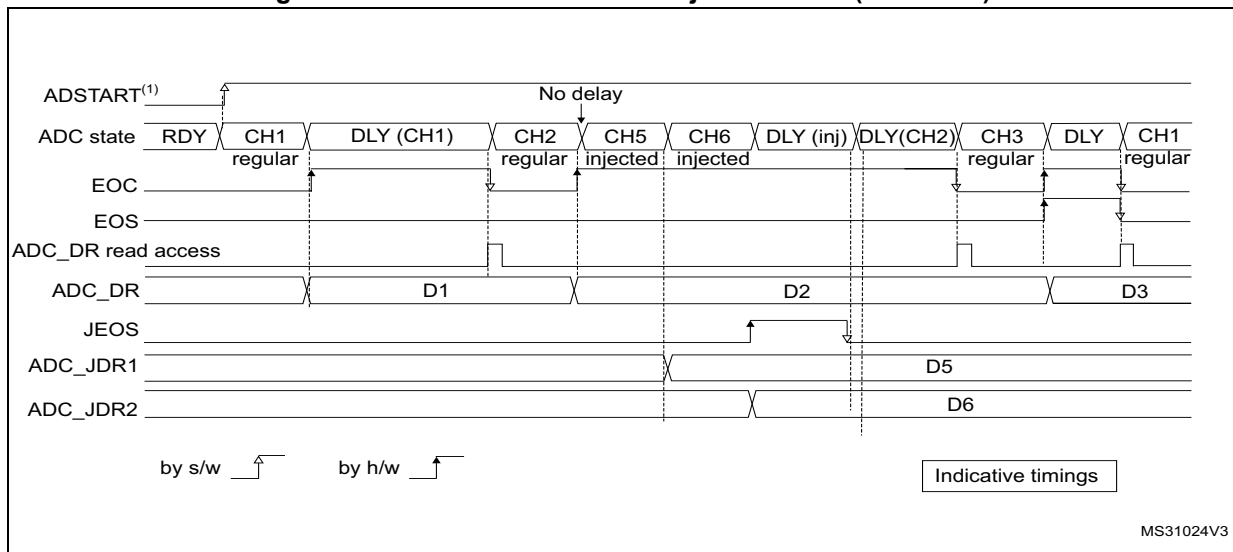 ADSTART(1)
No delay
ADC state RDY CH1 DLY (CH1) CH2 CH5 CH6 DLY (inj) DLY(CH2) CH3 DLY CH1
regular regular injected injected regular regular
EOC
EOS
ADC_DR read access
ADC_DR D1 D2 D3
JEOS
ADC_JDR1 D5
ADC_JDR2 D6
by s/w by h/w Indicative timings
MS31024V3